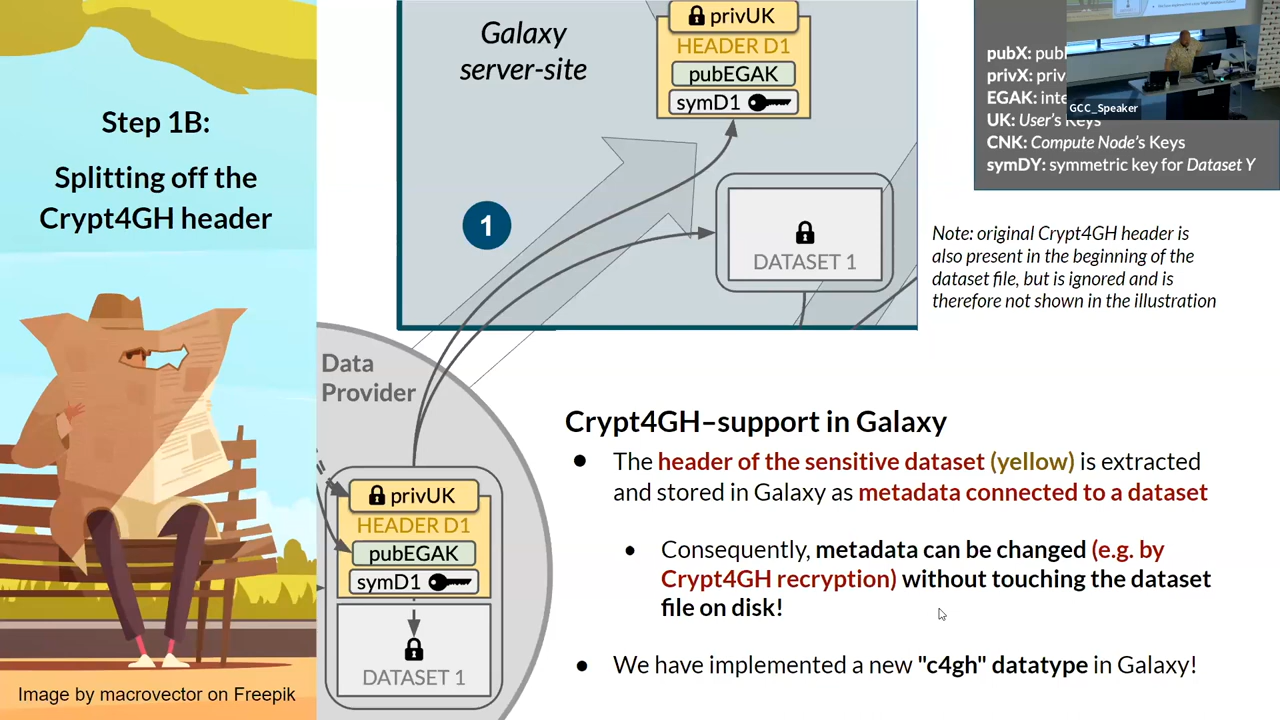 Step 1B:
Splitting off the
Crypt4GH header
Image by macrovector on Freepik
Galaxy
server-site
privUK
HEADER D1
pubEGAK
symD1
1
DATASET 1
Data
Provider
privUK
HEADER D1
pubEGAK
symD1
DATASET 1
pubX:
privX:
EGAK:
UK: User's Keys
CNK: Compute Node's Keys
symDY: symmetric key for Dataset Y
GCC_Speaker
Note: original Crypt4GH header is
also present in the beginning of the
dataset file, but is ignored and is
therefore not shown in the illustration
Crypt4GH–support in Galaxy
● The header of the sensitive dataset (yellow) is extracted
and stored in Galaxy as metadata connected to a dataset
● Consequently, metadata can be changed (e.g. by
Crypt4GH recryption) without touching the dataset
file on disk!
● We have implemented a new "c4gh" datatype in Galaxy!